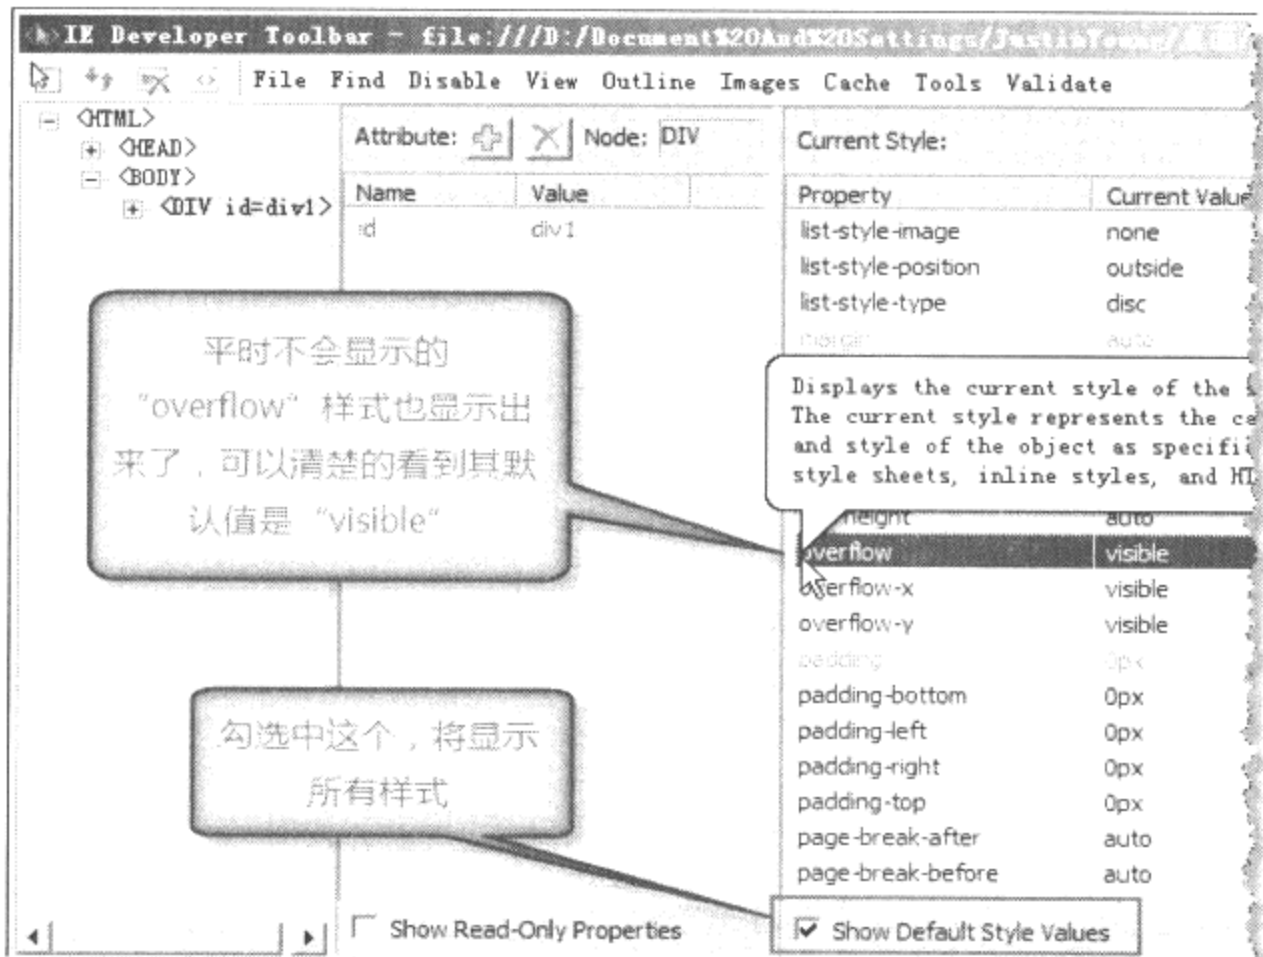 IE Developer Toolbar - file:///D:/Document%20And%20Settings/JustinYoung/
File Find Disable View Outline Images Cache Tools Validate
<HTML>
<HEAD>
<BODY>
<DIV id=div1>
Attribute: Node: DIV
Name Value
id div1
Current Style:
Property Current Value
list-style-image none
list-style-position outside
list-style-type disc
margin auto
Displays the current style of the
The current style represents the
and style of the object as
style sheets, inline styles, and
height auto
overflow visible
overflow-x visible
overflow-y visible
padding 0px
padding-bottom 0px
padding-left 0px
padding-right 0px
padding-top 0px
page-break-after auto
page-break-before auto
平时不会显示的
“overflow” 样式也显示出
来了，可以清楚的看到其默
认值是 “visible”
勾选中这个，将显示
所有样式
Show Read-Only Properties
Show Default Style Values